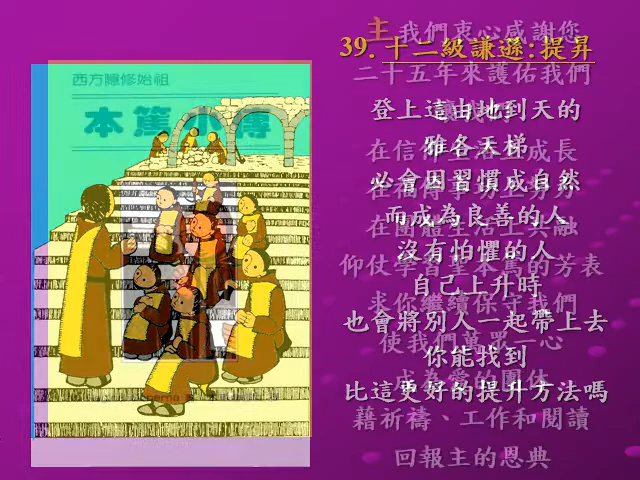 西方隱修始祖
本篤小傳
主 我們衷心感謝您
39. 十二級謙遜:提昇
二十五年來護佑我們
登上這由地到天的
雅各天梯
在信仰生活上成長
必會因習慣成自然
而成為良善的人
在團體生活上共融
沒有怕懼的人
仰仗學習聖本篤的芳表
自己上升時
求你繼續保守我們
也會將別人一起帶上去
使我們萬眾一心
你能找到
成為愛的團体
比這更好的提升方法嗎
藉祈禱、工作和閱讀
回報主的恩典